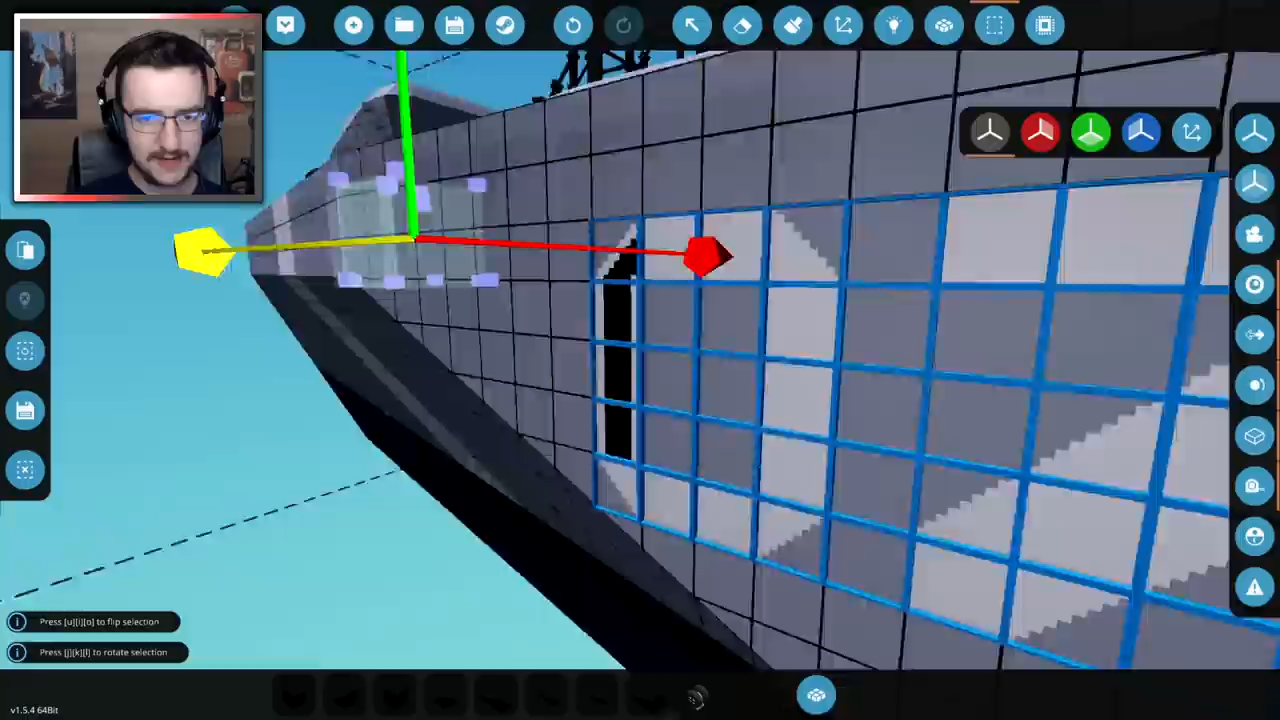 Press [u][i][o] to flip selection
Press [j][k][l] to rotate selection
v1.5.4 64Bit